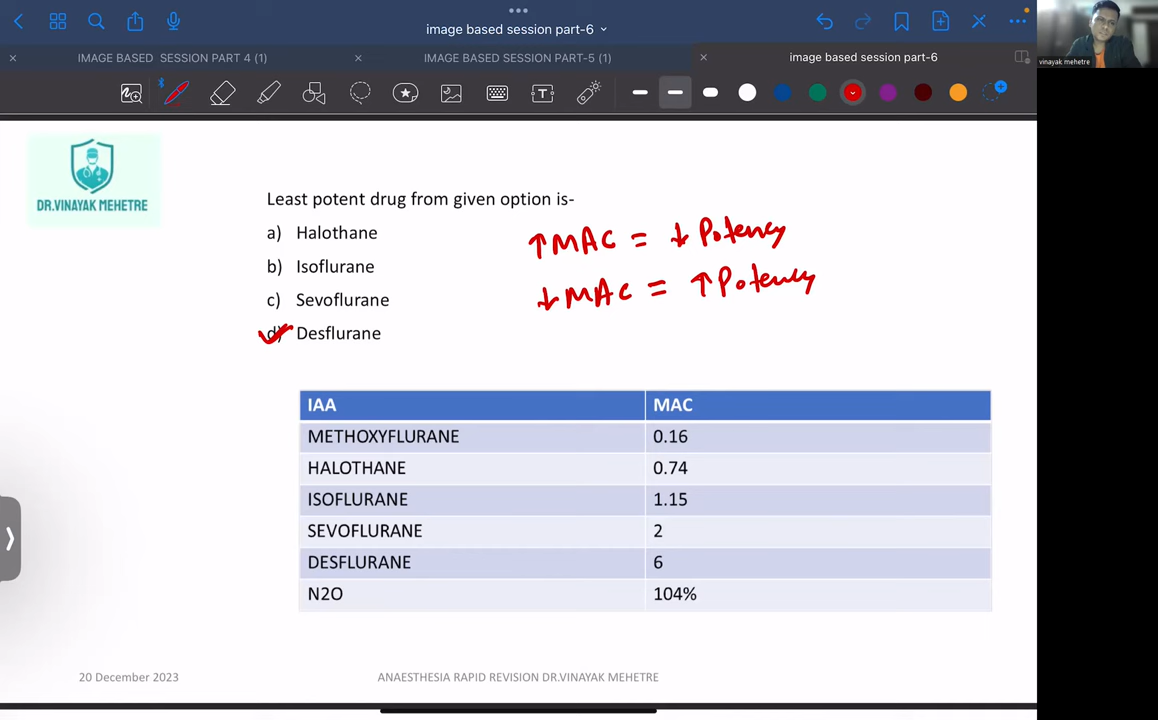 image based session part-6
IMAGE BASED SESSION PART 4 (1)
IMAGE BASED SESSION PART-5 (1)
image based session part-6
vinayak mehetre
DR.VINAYAK MEHETRE
Least potent drug from given option is-
a) Halothane
b) Isoflurane
c) Sevoflurane
d) Desflurane
↑MAC = ↓ Potency
↓MAC = ↑Potency
IAA MAC
METHOXYFLURANE 0.16
HALOTHANE 0.74
ISOFLURANE 1.15
SEVOFLURANE 2
DESFLURANE 6
N2O 104%
20 December 2023
ANAESTHESIA RAPID REVISION DR.VINAYAK MEHETRE